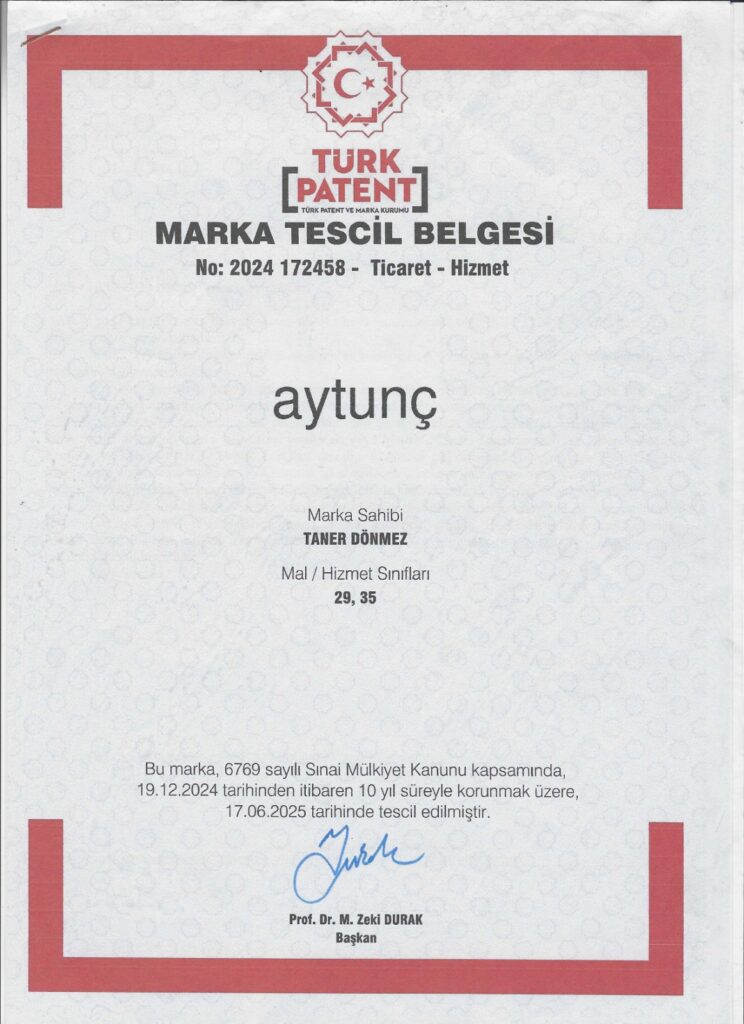 TÜRK
PATENT
TÜRK PATENT VE MARKA KURUMU
MARKA TESCİL BELGESİ
No: 2024 172458 - Ticaret - Hizmet
aytunç
Marka Sahibi
TANER DÖNMEZ
Mal / Hizmet Sınıfları
29, 35
Bu marka, 6769 sayılı Sınai Mülkiyet Kanunu kapsamında,
19.12.2024 tarihinden itibaren 10 yıl süreyle korunmak üzere,
17.06.2025 tarihinde tescil edilmiştir.
Prof. Dr. M. Zeki DURAK
Başkan